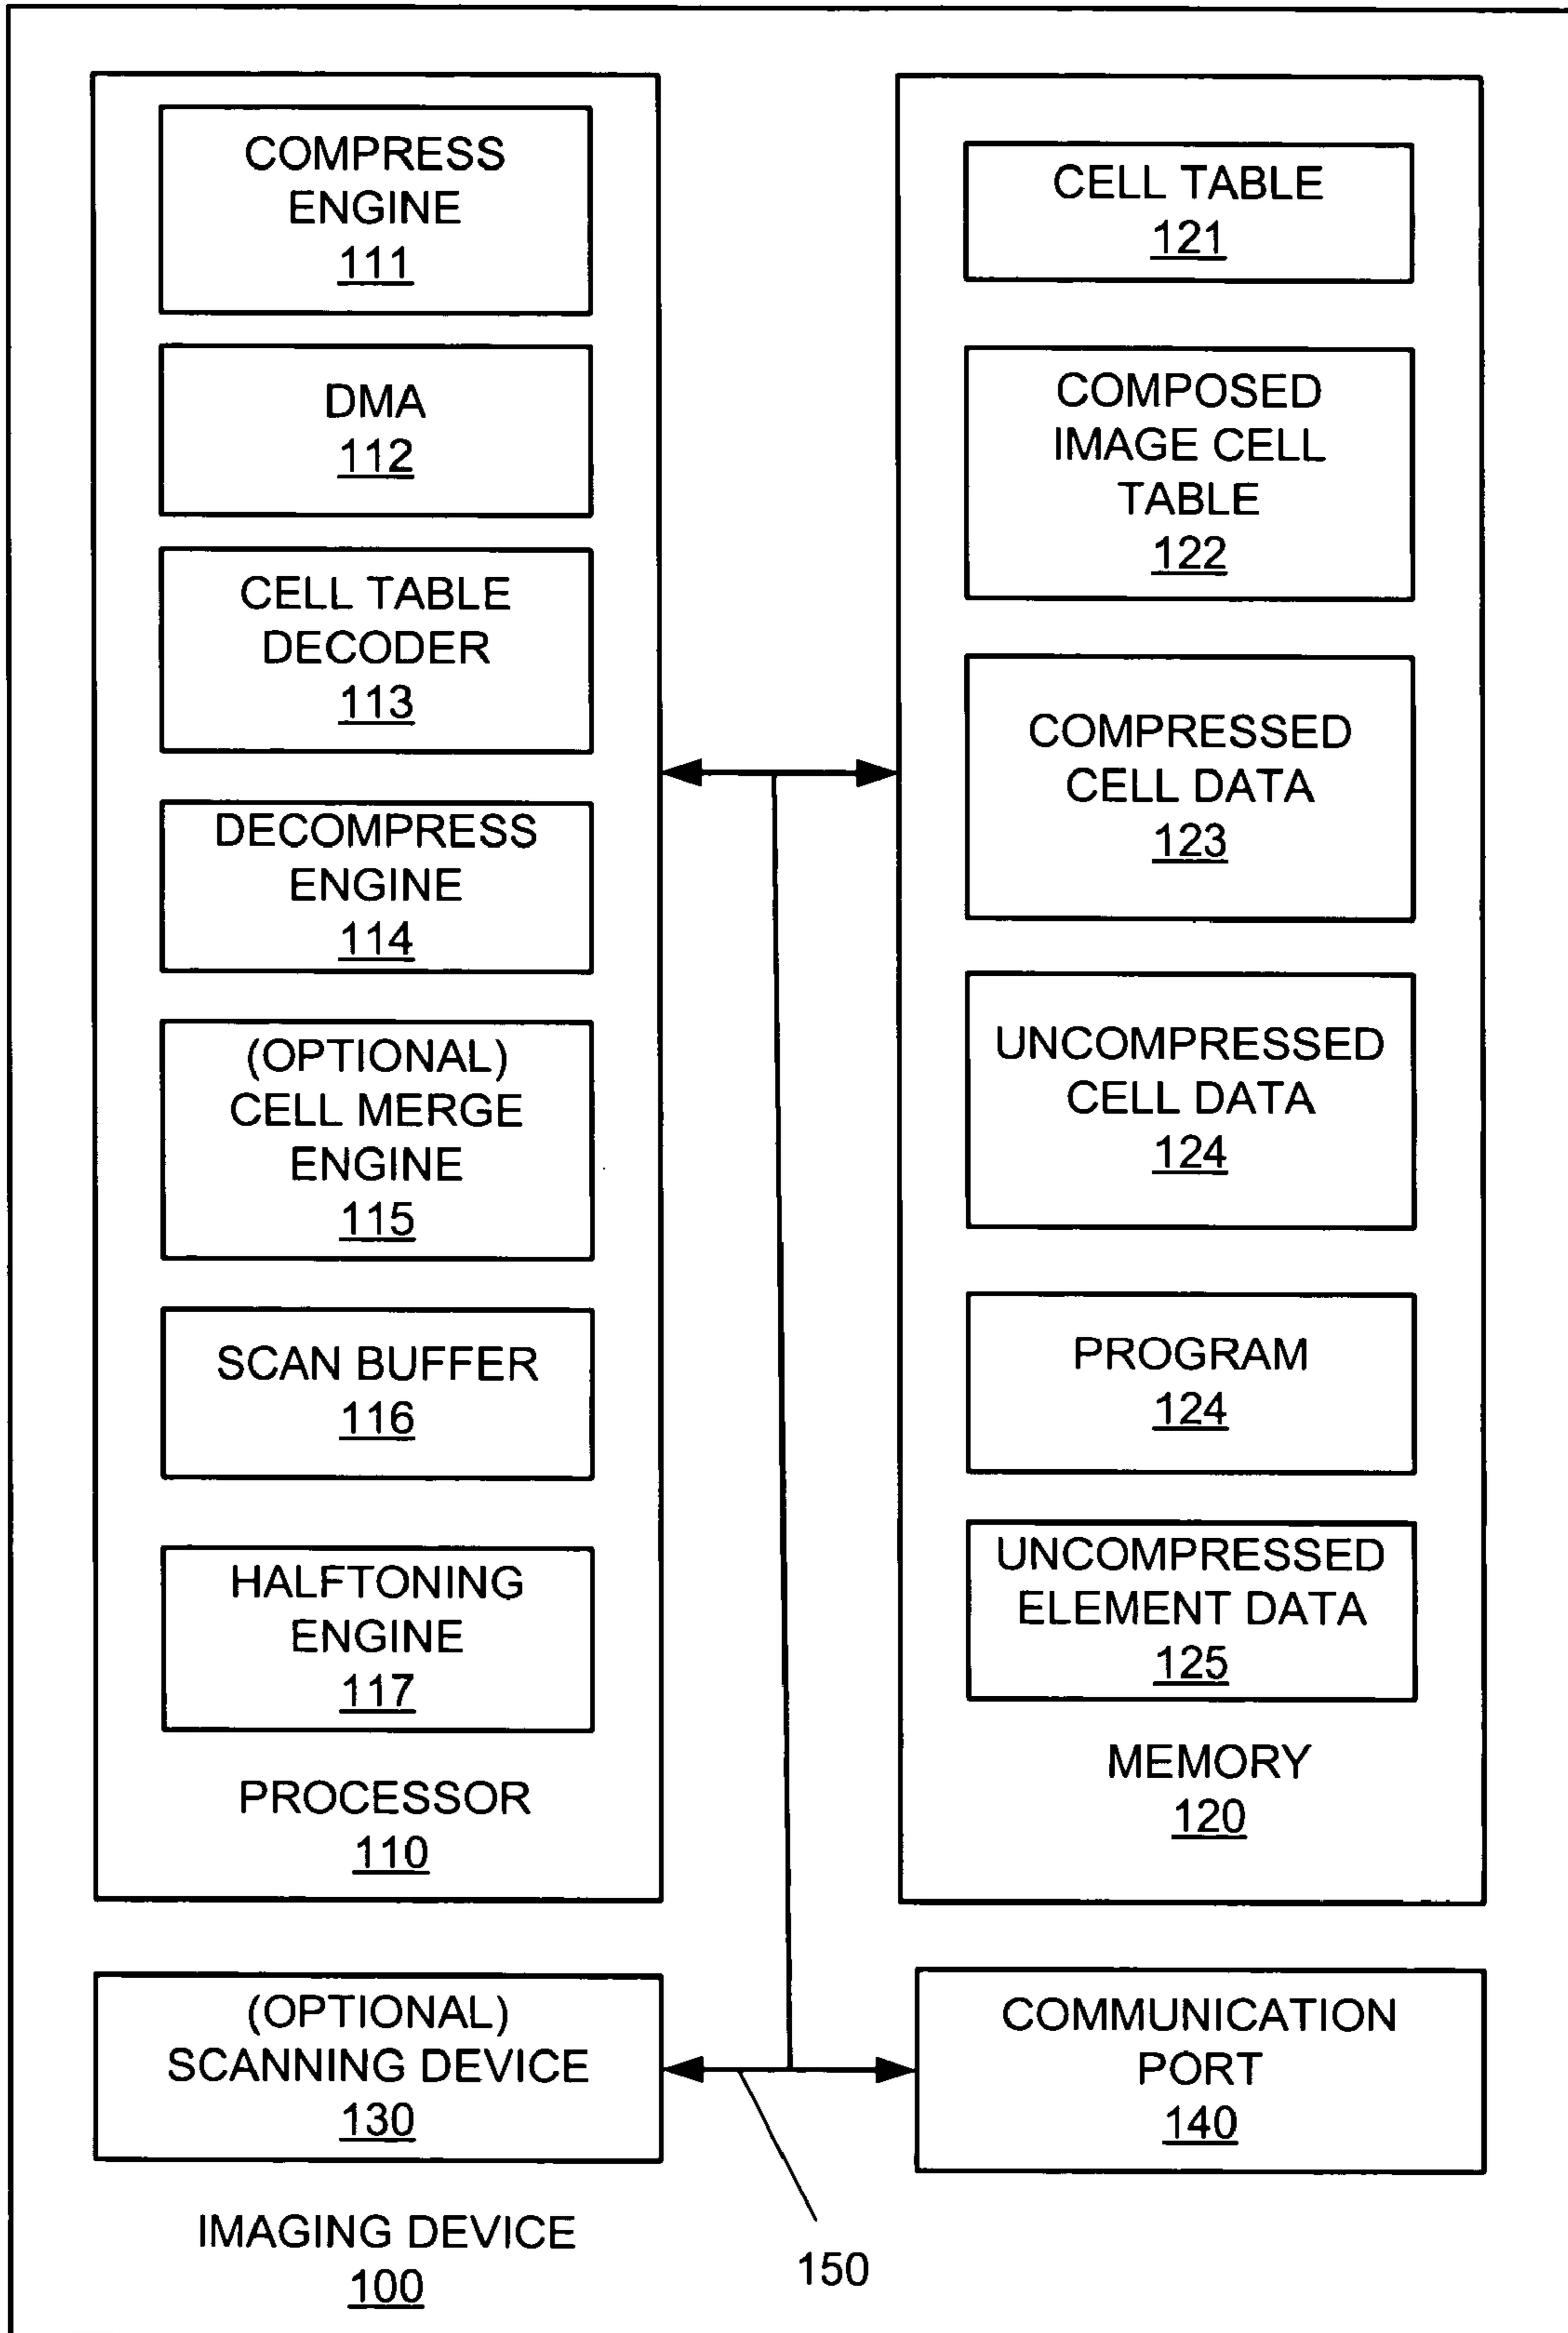 COMPRESS
ENGINE
111
DMA
112
CELL TABLE
DECODER
113
DECOMPRESS
ENGINE
114
(OPTIONAL)
CELL MERGE
ENGINE
115
SCAN BUFFER
116
HALFTONING
ENGINE
117
PROCESSOR
110
CELL TABLE
121
COMPOSED
IMAGE CELL
TABLE
122
COMPRESSED
CELL DATA
123
UNCOMPRESSED
CELL DATA
124
PROGRAM
124
UNCOMPRESSED
ELEMENT DATA
125
MEMORY
120
(OPTIONAL)
SCANNING DEVICE
130
COMMUNICATION
PORT
140
IMAGING DEVICE
100
150